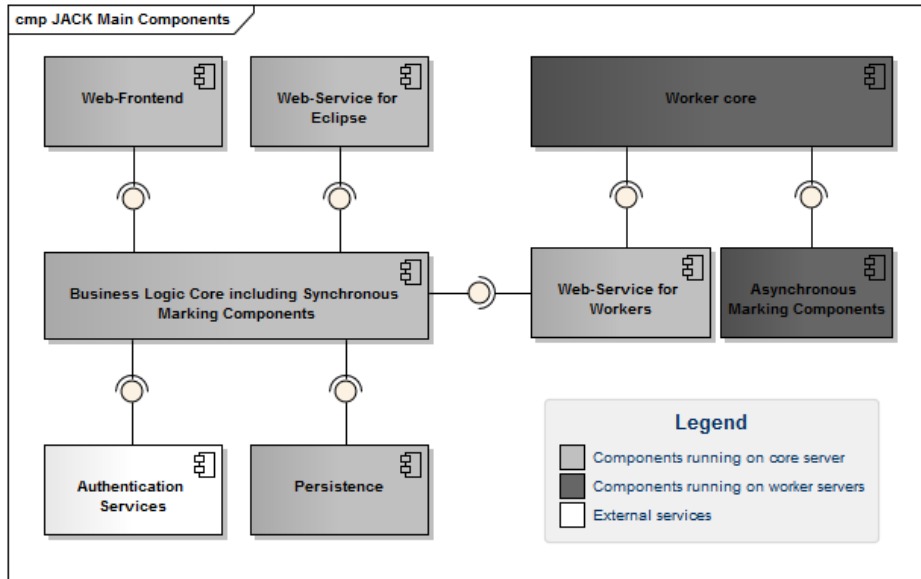 cmp JACK Main Components
Web-Frontend
Web-Service for
Eclipse
Worker core
Business Logic Core including Synchronous
Marking Components
Web-Service for
Workers
Asynchronous
Marking Components
Authentication
Services
Persistence
Legend
Components running on core server
Components running on worker servers
External services